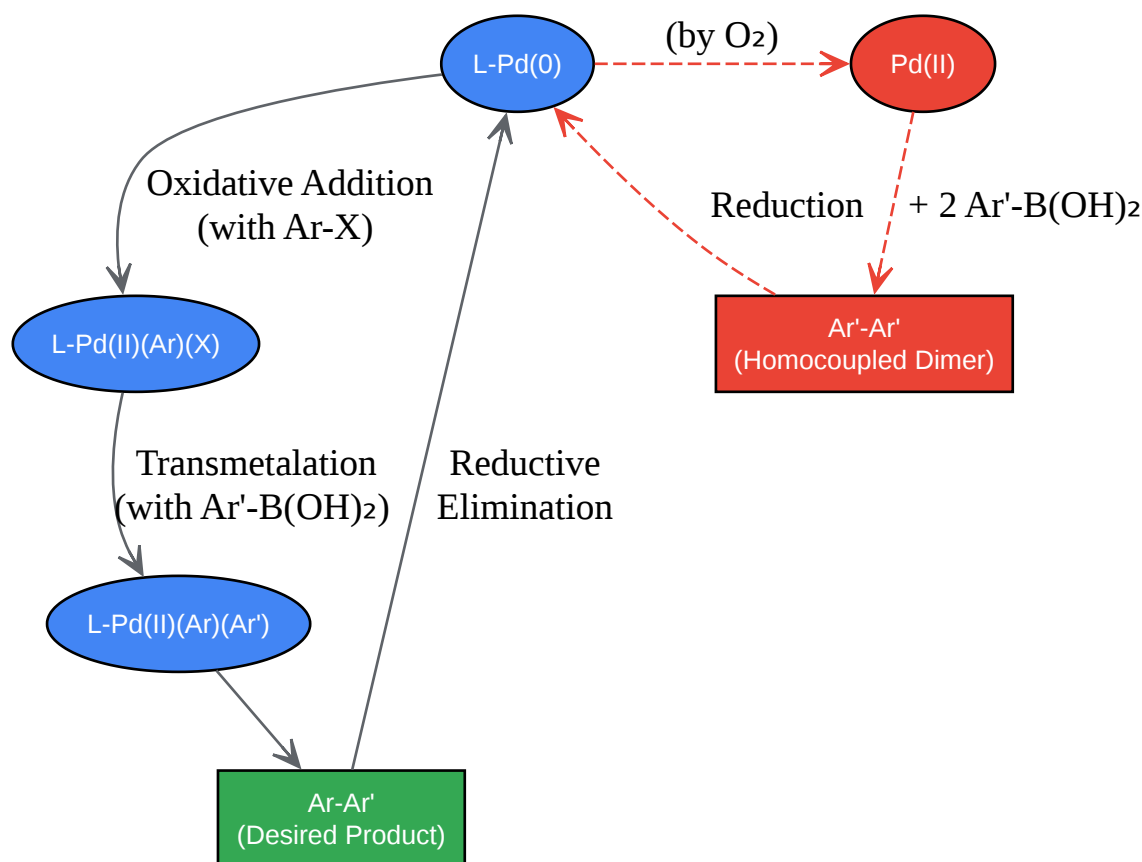 L-Pd(0)
(by O₂)
Pd(II)
Oxidative Addition
(with Ar-X)
Reduction
+ 2 Ar'-B(OH)₂
L-Pd(II)(Ar)(X)
Ar'-Ar'
(Homocoupled Dimer)
Transmetalation
(with Ar'-B(OH)₂)
Reductive
Elimination
L-Pd(II)(Ar)(Ar')
Ar-Ar'
(Desired Product)